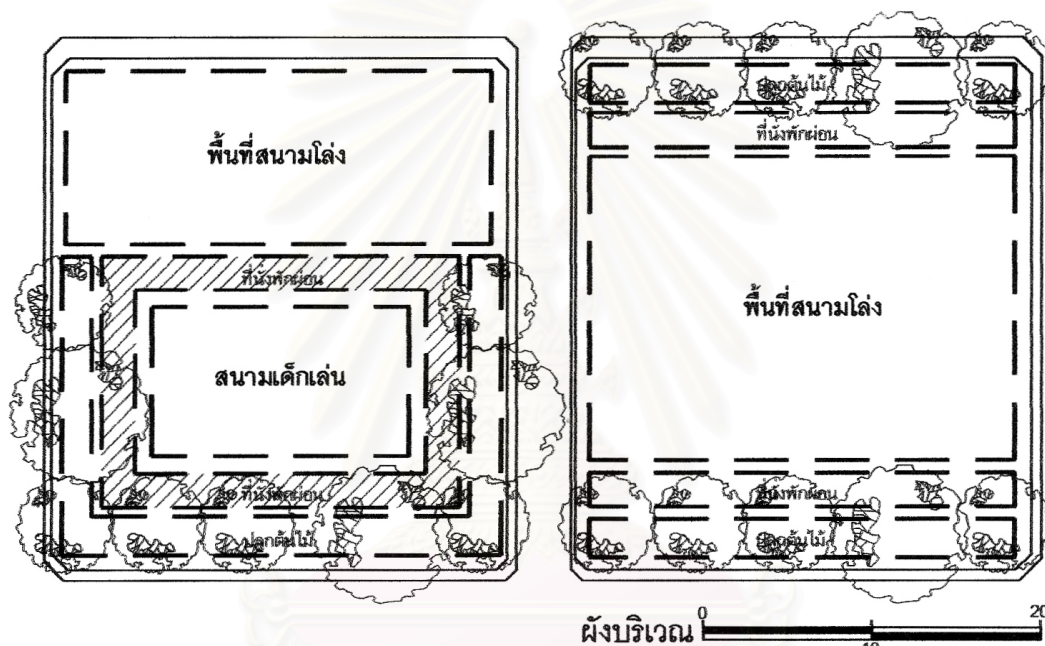 พื้นที่สนามโล่ง
ที่นั่งพักผ่อน
สนามเด็กเล่น
ที่นั่งพักผ่อน
ปลูกต้นไม้
ปลูกต้นไม้
ที่นั่งพักผ่อน
พื้นที่สนามโล่ง
ที่นั่งพักผ่อน
ปลูกต้นไม้
ผังบริเวณ
0
10
20